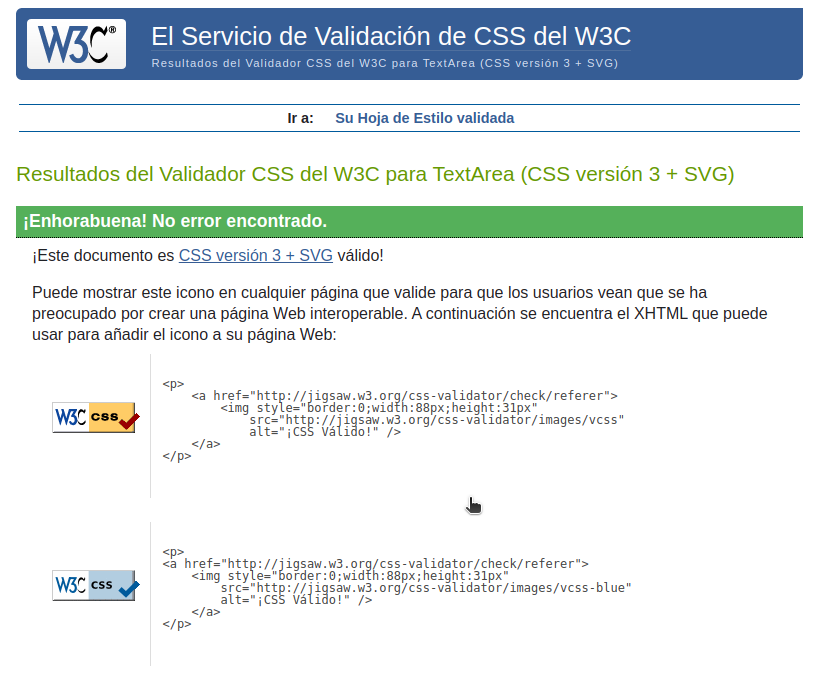 W3C® El Servicio de Validación de CSS del W3C
Resultados del Validador CSS del W3C para TextArea (CSS versión 3 + SVG)
Ir a: Su Hoja de Estilo validada
Resultados del Validador CSS del W3C para TextArea (CSS versión 3 + SVG)
¡Enhorabuena! No error encontrado.
¡Este documento es CSS versión 3 + SVG válido!
Puede mostrar este icono en cualquier página que valide para que los usuarios vean que se ha
preocupado por crear una página Web interoperable. A continuación se encuentra el XHTML que puede
usar para añadir el icono a su página Web:
W3C css
<p>
<a href="http://jigsaw.w3.org/css-validator/check/referer">
<img style="border:0;width:88px;height:31px"
src="http://jigsaw.w3.org/css-validator/images/vcss"
alt="¡CSS Válido!" />
</a>
</p>
W3C css
<p>
<a href="http://jigsaw.w3.org/css-validator/check/referer">
<img style="border:0;width:88px;height:31px"
src="http://jigsaw.w3.org/css-validator/images/vcss-blue"
alt="¡CSS Válido!" />
</a>
</p>